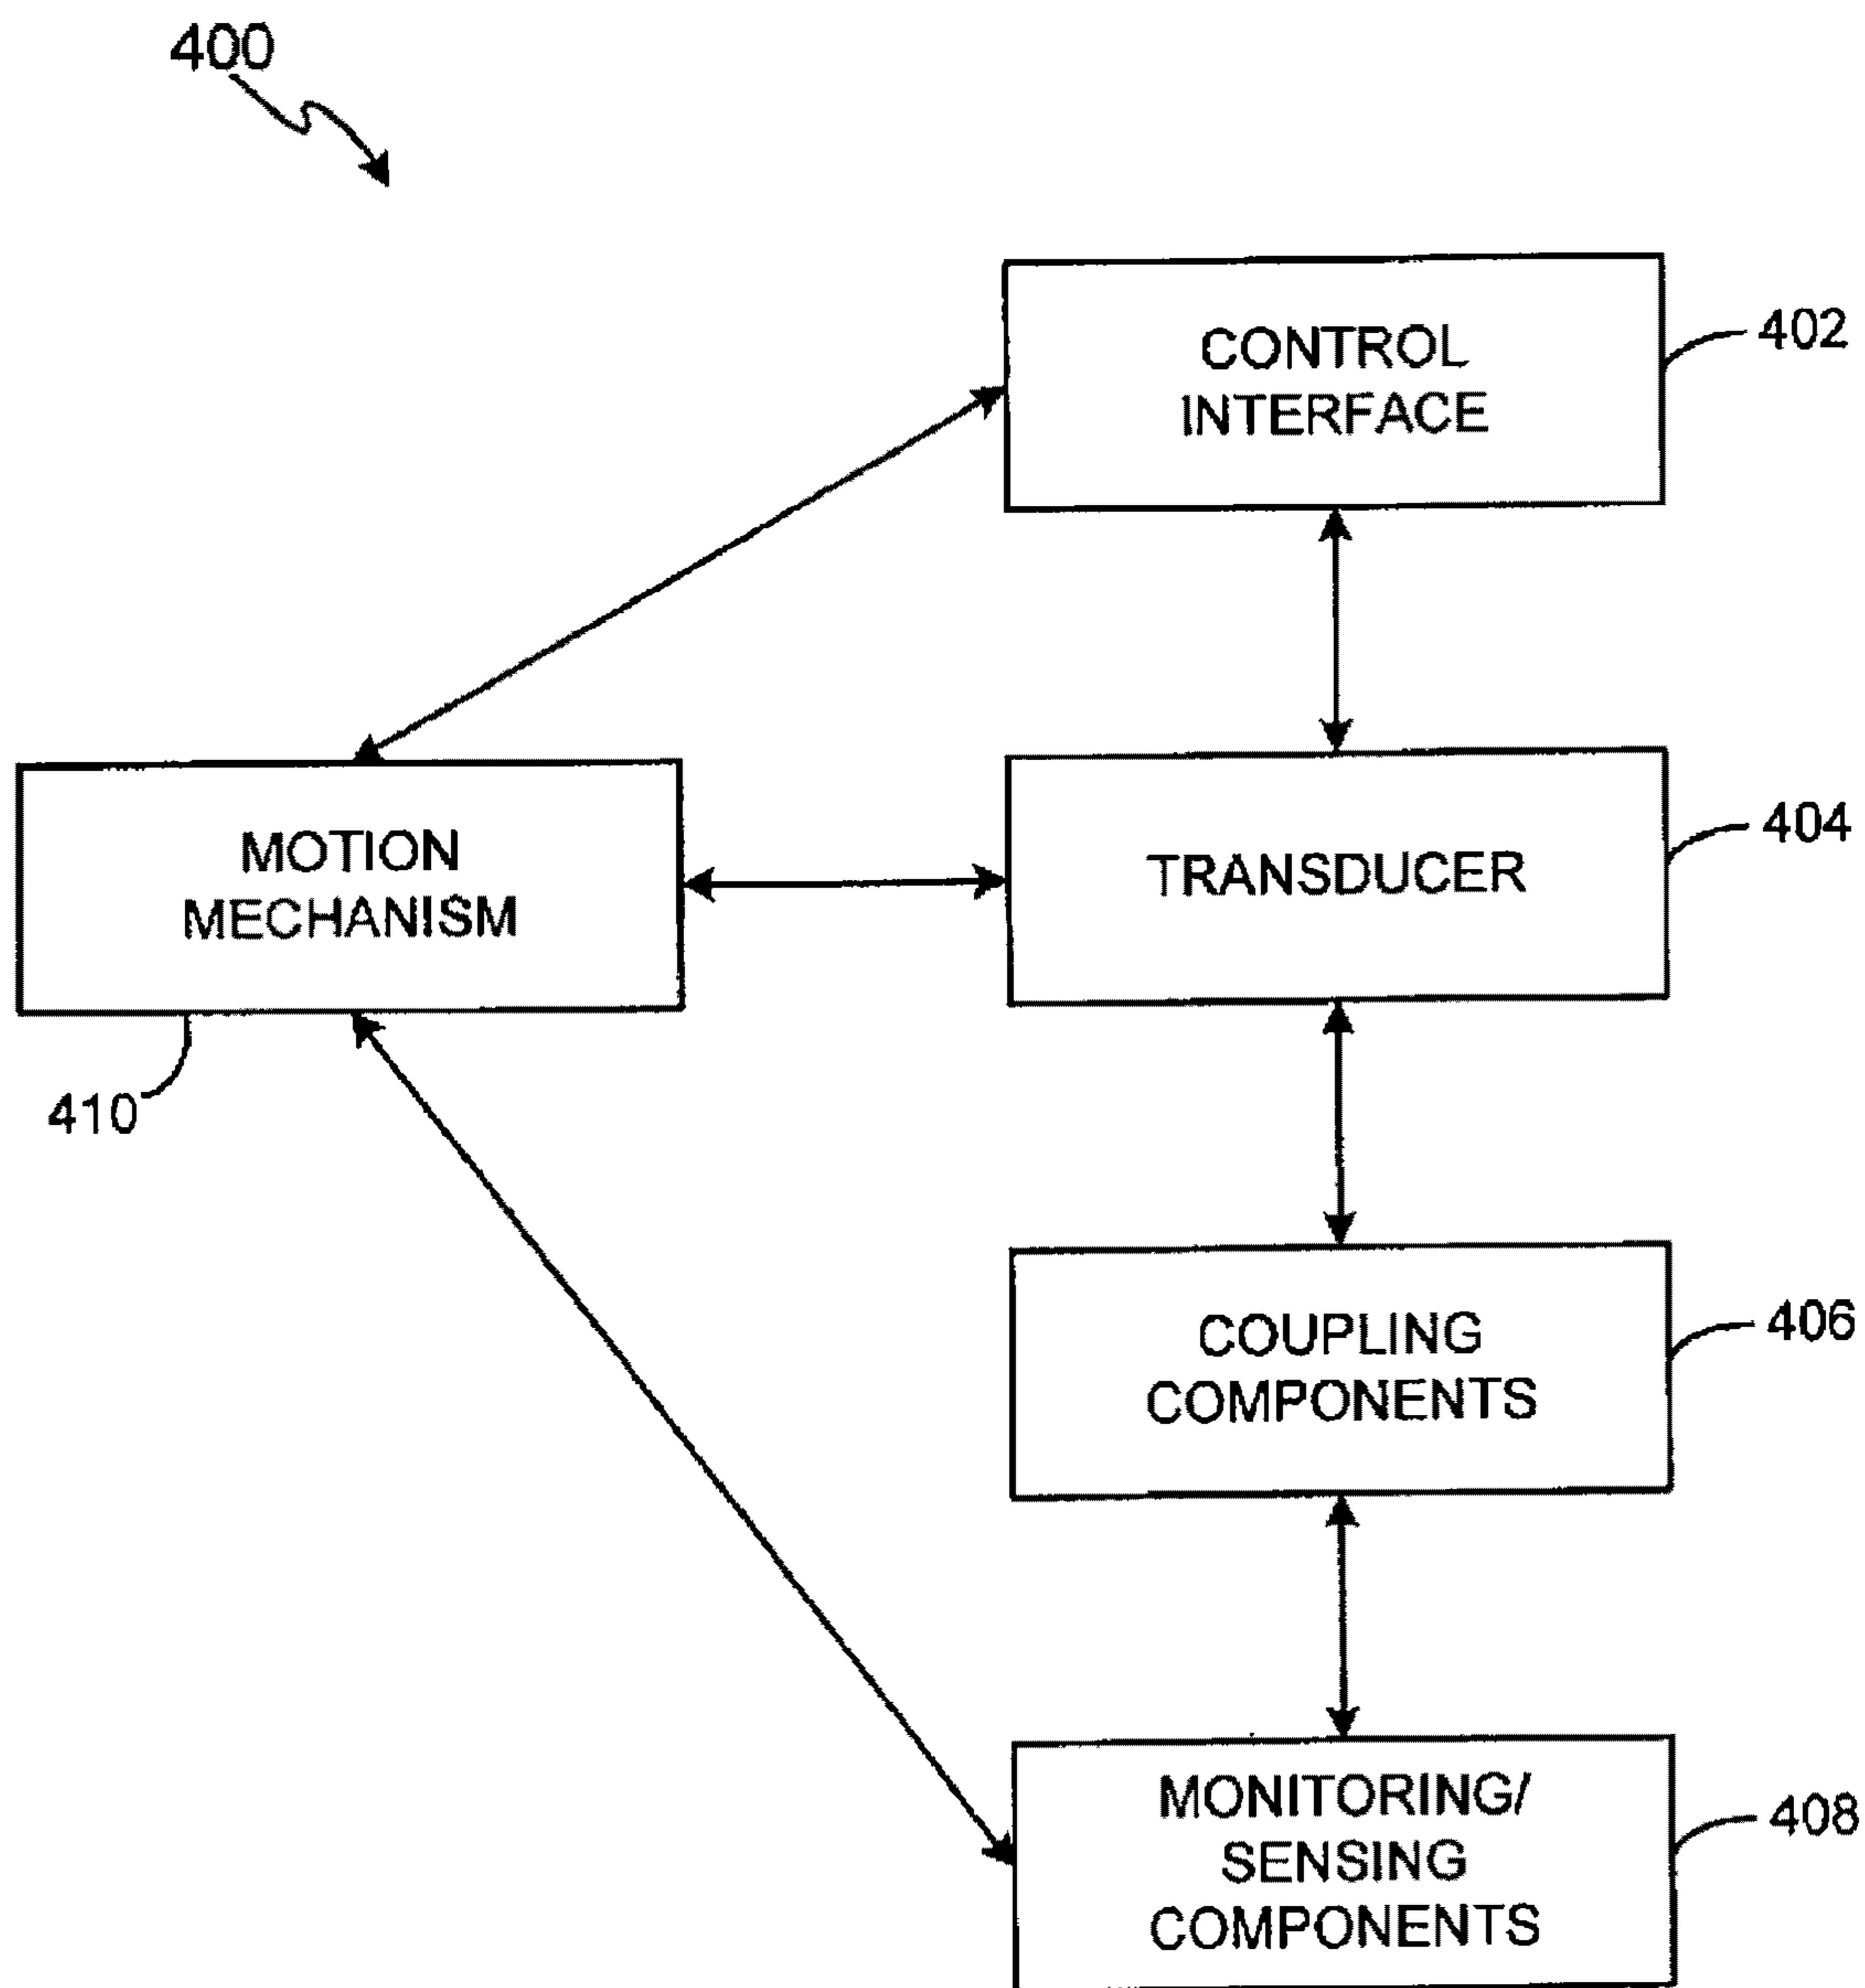 400
CONTROL
INTERFACE
402
MOTION
MECHANISM
410
TRANSDUCER
404
COUPLING
COMPONENTS
406
MONITORING/
SENSING
COMPONENTS
408